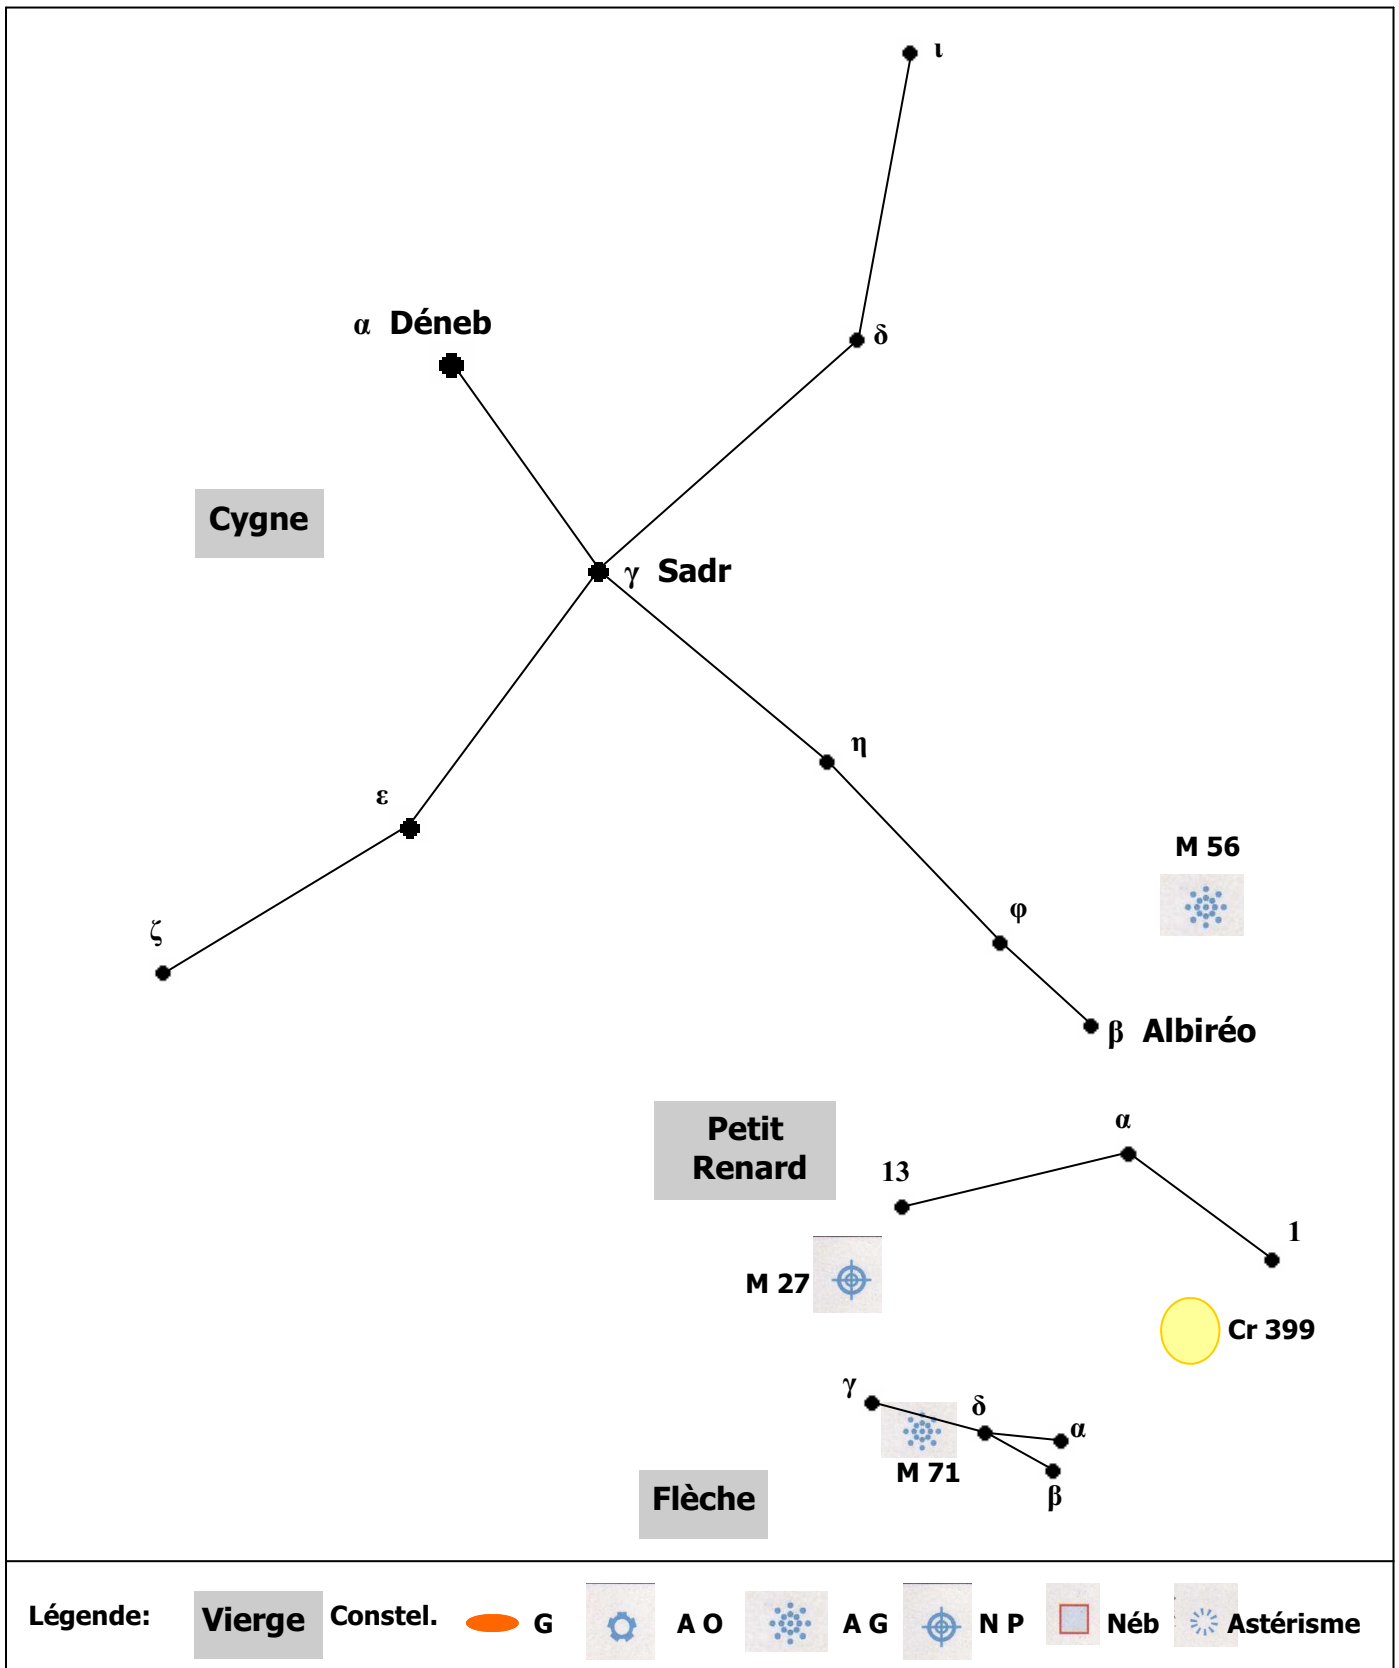 ι
α Déneb
δ
Cygne
γ Sadr
η
ε
M 56
φ
ζ
β Albiréo
Petit
Renard
α
13
1
M 27
Cr 399
γ
δ
α
M 71
β
Flèche
Légende: Vierge Constel. G A O A G N P Néb Astérisme